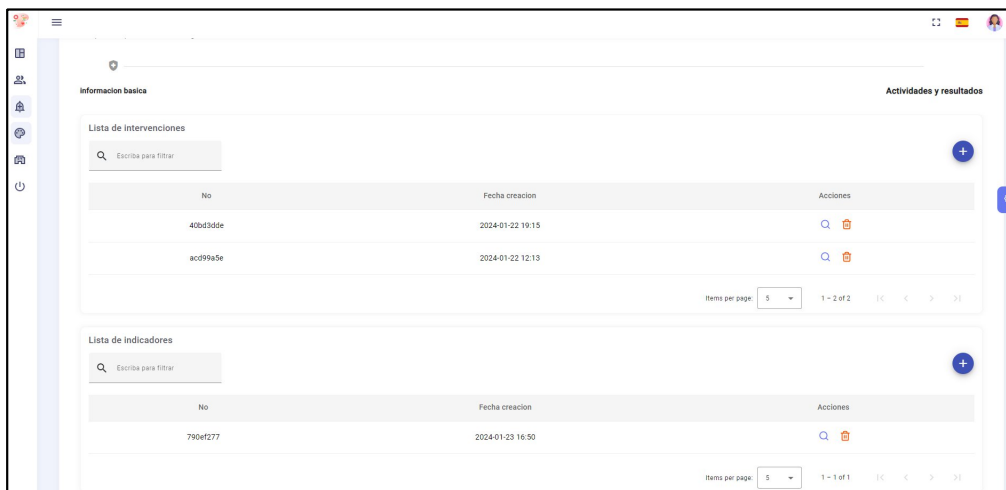 informacion basica Actividades y resultados
Lista de intervenciones
Escriba para filtrar
No Fecha creacion Acciones
40bd3dde 2024-01-22 19:15
acd99a5e 2024-01-22 12:13
Items per page: 5 1 – 2 of 2
Lista de indicadores
Escriba para filtrar
No Fecha creacion Acciones
790ef277 2024-01-23 16:50
Items per page: 5 1 – 1 of 1